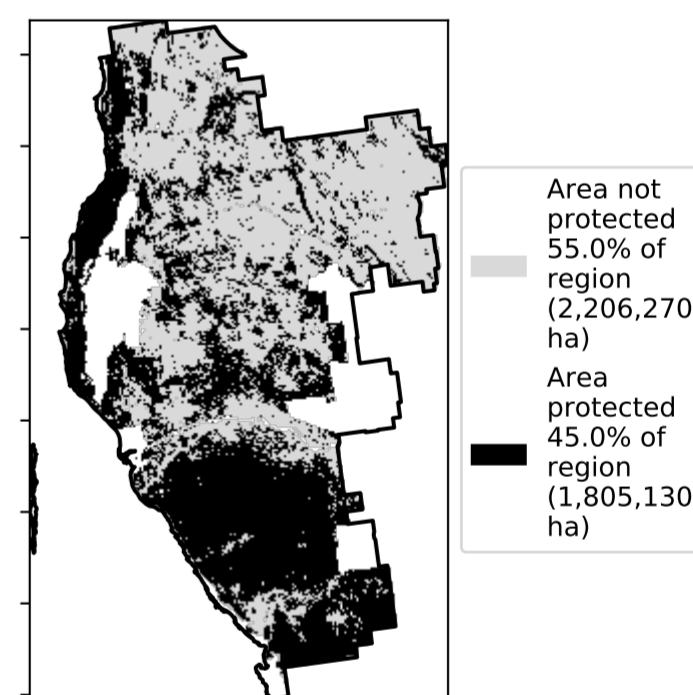 Area not
protected
55.0% of
region
(2,206,270
ha)
Area
protected
45.0% of
region
(1,805,130
ha)